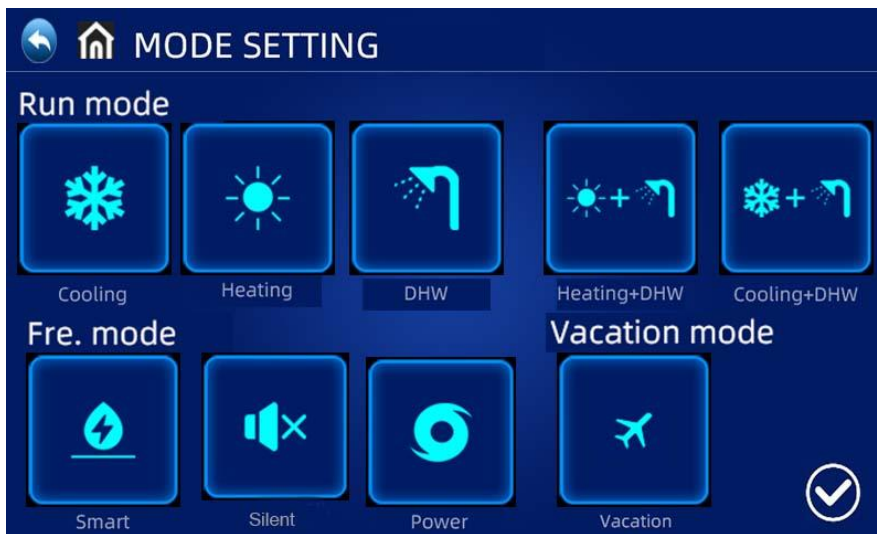 MODE SETTING
Run mode
Cooling Heating DHW Heating+DHW Cooling+DHW
Fre. mode Vacation mode
Smart Silent Power Vacation